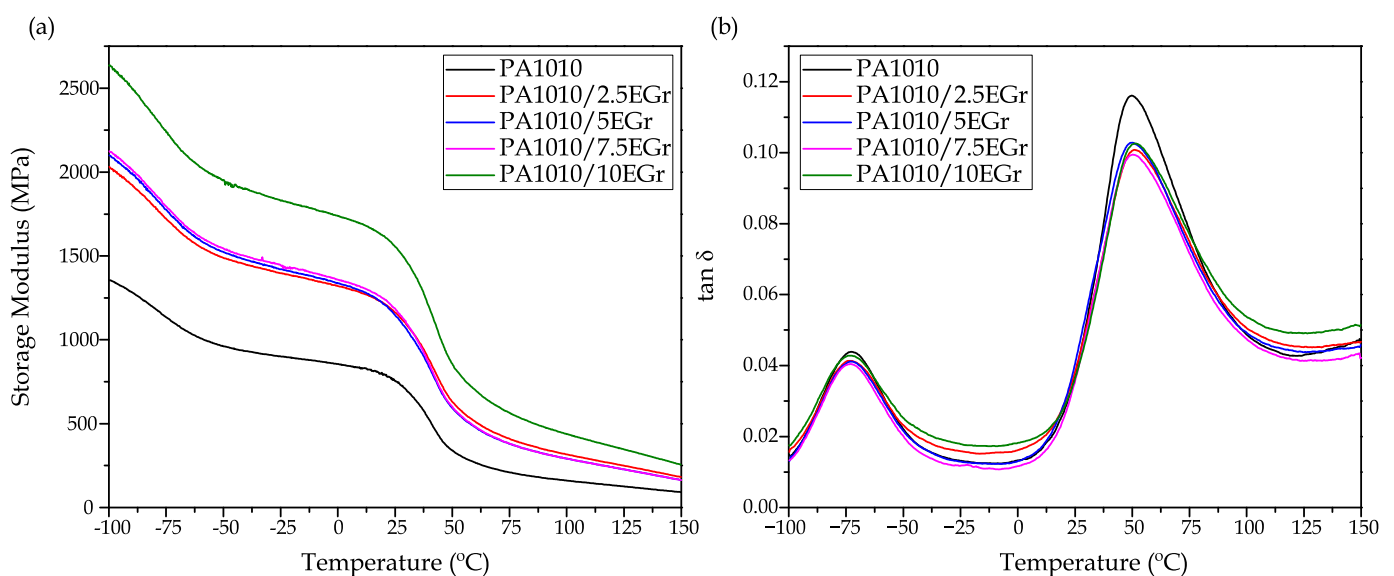 (a)
Storage Modulus (MPa)
2500
2000
1500
1000
500
0
-100
-75
-50
-25
0
25
50
75
100
125
150
Temperature (ºC)
PA1010
PA1010/2.5EGr
PA1010/5EGr
PA1010/7.5EGr
PA1010/10EGr
(b)
tan δ
0.12
0.10
0.08
0.06
0.04
0.02
0.00
−100
−75
−50
−25
0
25
50
75
100
125
150
Temperature (ºC)
PA1010
PA1010/2.5EGr
PA1010/5EGr
PA1010/7.5EGr
PA1010/10EGr